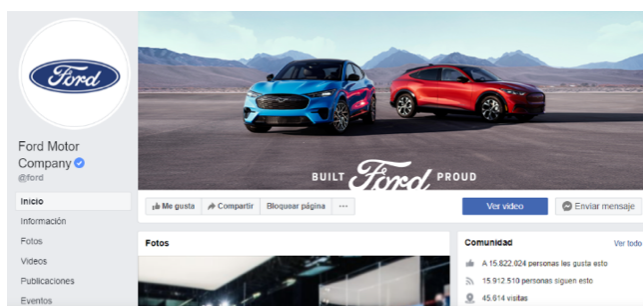 Ford
Ford Motor
Company
@ford
Inicio
Información
Fotos
Videos
Publicaciones
Eventos
BUILT Ford PROUD
Me gusta
Compartir
Bloquear página
Ver video
Enviar mensaje
Fotos
Comunidad
Ver todo
A 15.822.024 personas les gusta esto
15.912.510 personas siguen esto
45.614 visitas